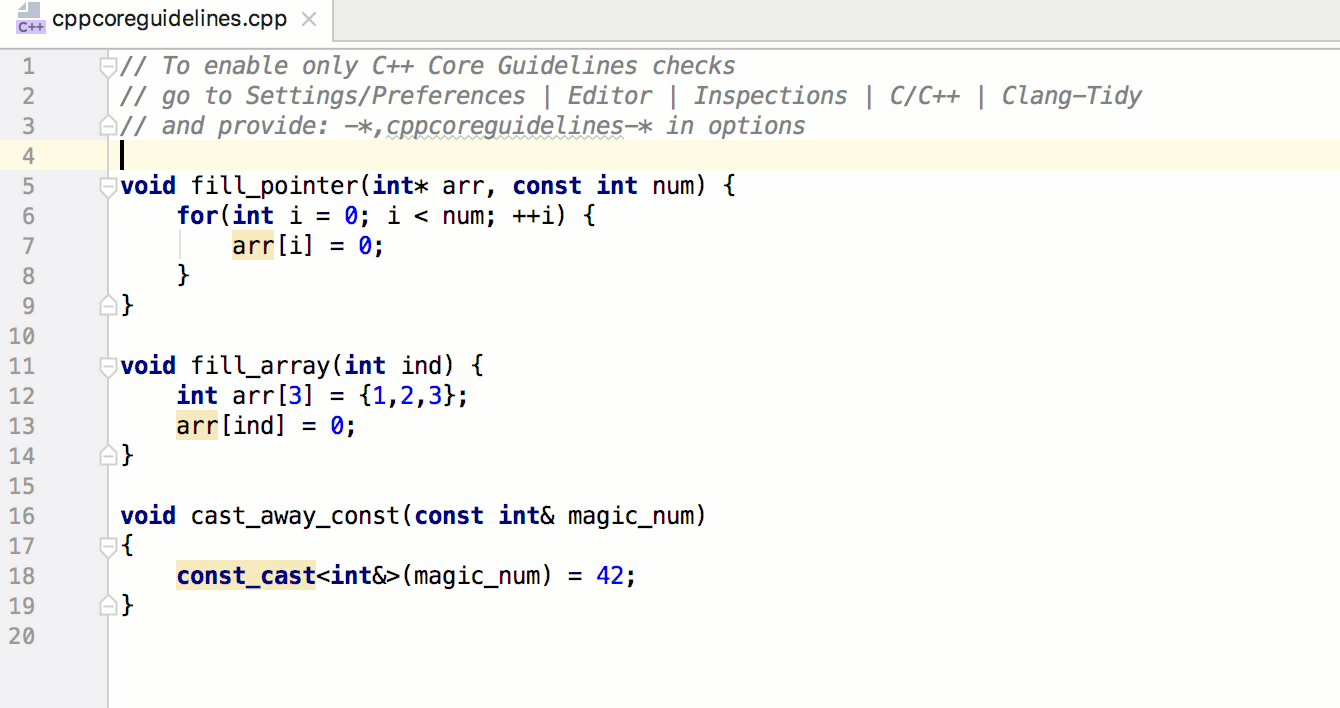 C++ cppcoreguidelines.cpp
1 // To enable only C++ Core Guidelines checks
2 // go to Settings/Preferences | Editor | Inspections | C/C++ | Clang-Tidy
3 // and provide: -*,cppcoreguidelines-* in options
4
5 void fill_pointer(int* arr, const int num) {
6     for(int i = 0; i < num; ++i) {
7         arr[i] = 0;
8     }
9 }
10
11 void fill_array(int ind) {
12     int arr[3] = {1,2,3};
13     arr[ind] = 0;
14 }
15
16 void cast_away_const(const int& magic_num)
17 {
18     const_cast<int&>(magic_num) = 42;
19 }
20